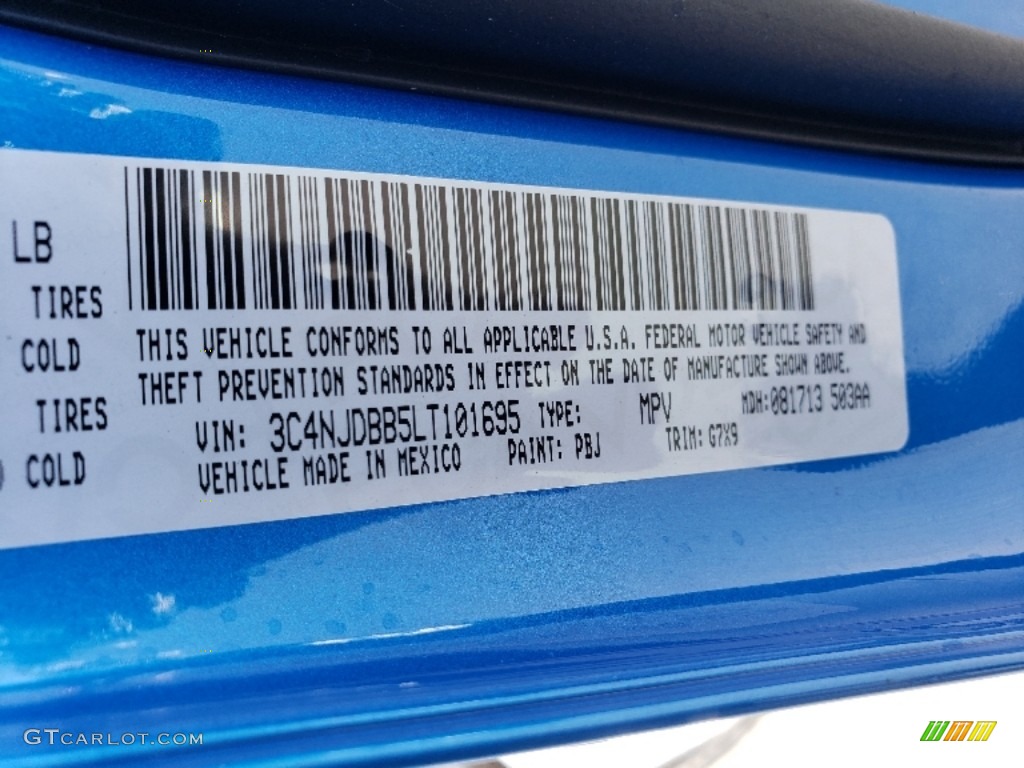 LB
TIRES
COLD
TIRES
COLD
THIS VEHICLE CONFORMS TO ALL APPLICABLE U.S.A. FEDERAL MOTOR VEHICLE SAFETY AND
THEFT PREVENTION STANDARDS IN EFFECT ON THE DATE OF MANUFACTURE SHOWN ABOVE.
VIN: 3C4NJDBB5LT101695 TYPE: MPV MDH:081713 503AA
VEHICLE MADE IN MEXICO PAINT: PBJ TRIM: G7X9
GTCARLOT.COM